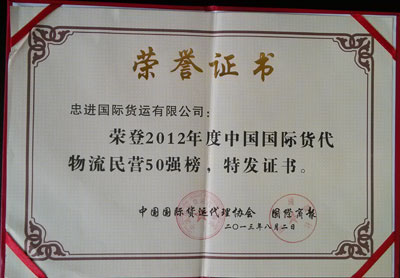 荣誉证书
忠进国际货运有限公司：
荣登2012年度中国国际货代
物流民营50强榜，特发证书。
中国国际货运代理协会 国际商报
二〇一三年八月二日